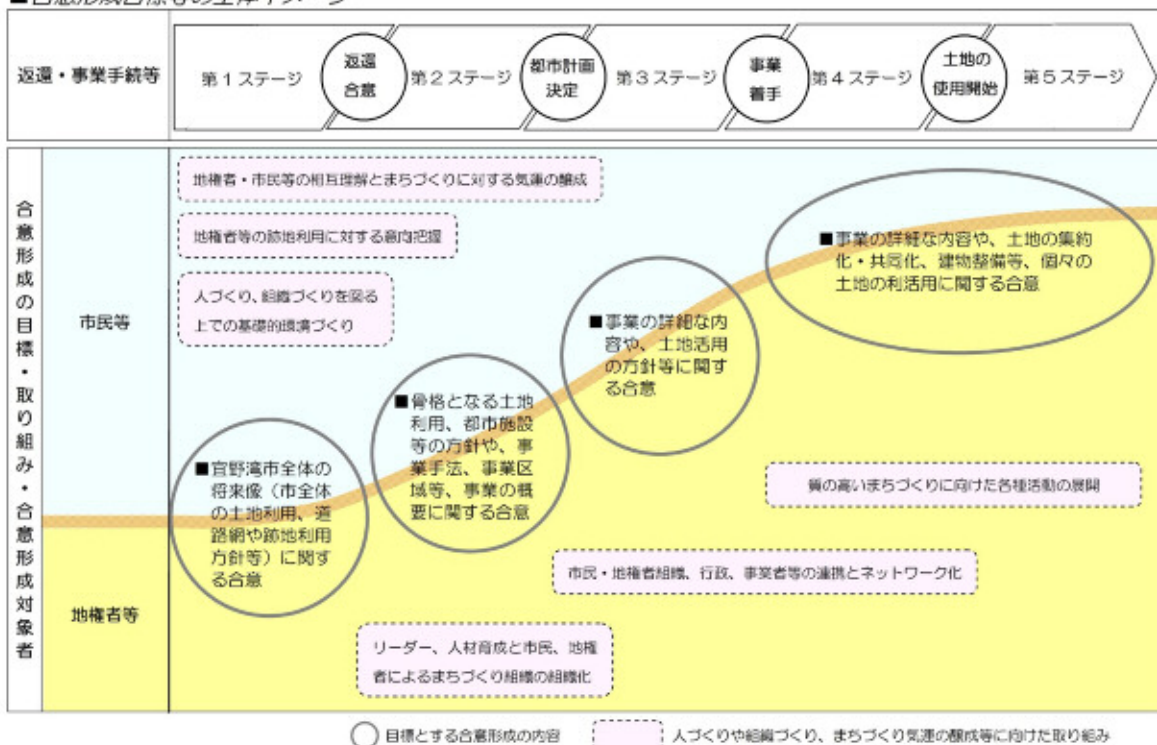 返還・事業手続等
第1ステージ
返還
合意
第2ステージ
都市計画
決定
第3ステージ
事業
着手
第4ステージ
土地の
使用開始
第5ステージ
合意形成の目標・取り組み・合意形成対象者
市民等
地権者等
地権者・市民等の相互理解とまちづくりに対する気運の醸成
地権者等の跡地利用に対する意向把握
人づくり、組織づくりを図る
上での基礎的環境づくり
■宜野湾市全体の
将来像（市全体
の土地利用、道
路網や跡地利用
方針等）に関す
る合意
■骨格となる土地
利用、都市施設
等の方針や、事
業手法、事業区
域等、事業の概
要に関する合意
■事業の詳細な内
容や、土地活用
の方針等に関す
る合意
■事業の詳細な内容や、土地の集約
化・共同化、建物整備等、個々の
土地の利活用に関する合意
質の高いまちづくりに向けた各種活動の展開
市民・地権者組織、行政、事業者等の連携とネットワーク化
リーダー、人材育成と市民、地権
者によるまちづくり組織の組織化
目標とする合意形成の内容
人づくりや組織づくり、まちづくり気運の醸成等に向けた取り組み